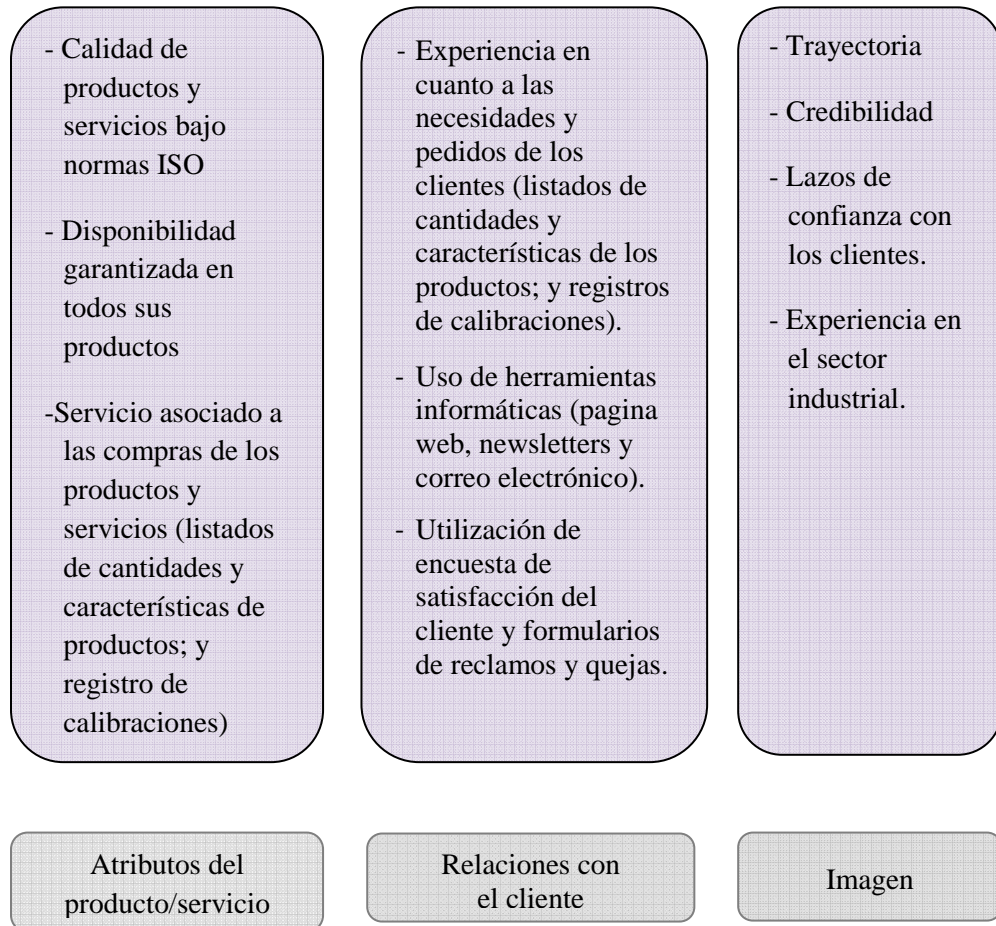 - Calidad de
productos y
servicios bajo
normas ISO
- Disponibilidad
garantizada en
todos sus
productos
-Servicio asociado a
las compras de los
productos y
servicios (listados
de cantidades y
características de
productos; y
registro de
calibraciones)
- Experiencia en
cuanto a las
necesidades y
pedidos de los
clientes (listados de
cantidades y
características de los
productos; y registros
de calibraciones).
- Uso de herramientas
informáticas (pagina
web, newsletters y
correo electrónico).
- Utilización de
encuesta de
satisfacción del
cliente y formularios
de reclamos y quejas.
- Trayectoria
- Credibilidad
- Lazos de
confianza con
los clientes.
- Experiencia en
el sector
industrial.
Atributos del
producto/servicio
Relaciones con
el cliente
Imagen